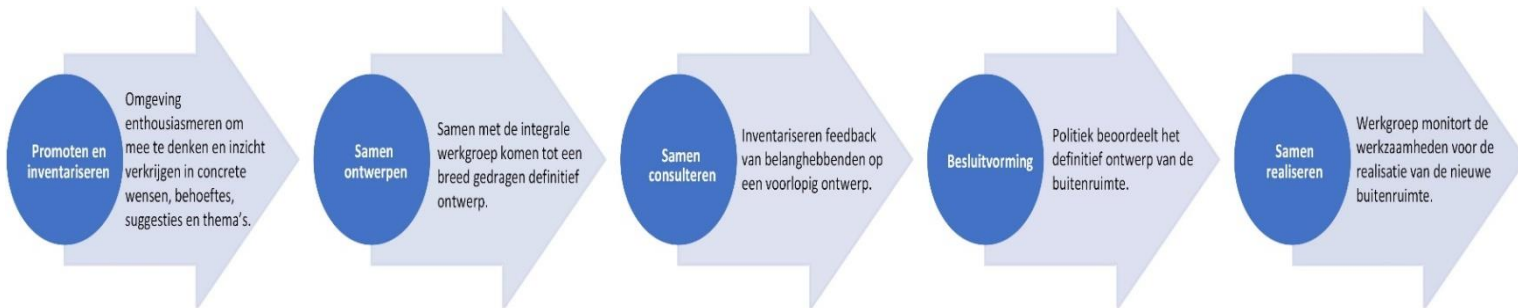 Promoten en
inventariseren
Omgeving
enthousiasmeren om
mee te denken en inzicht
verkrijgen in concrete
wensen, behoeftes,
suggesties en thema's.
Samen
ontwerpen
Samen met de integrale
werkgroep komen tot een
breed gedragen definitief
ontwerp.
Samen
consulteren
Inventariseren feedback
van belanghebbenden op
een voorlopig ontwerp.
Besluitvorming
Politiek beoordeelt het
definitief ontwerp van de
buitenruimte.
Samen
realiseren
Werkgroep monitort de
werkzaamheden voor de
realisatie van de nieuwe
buitenruimte.